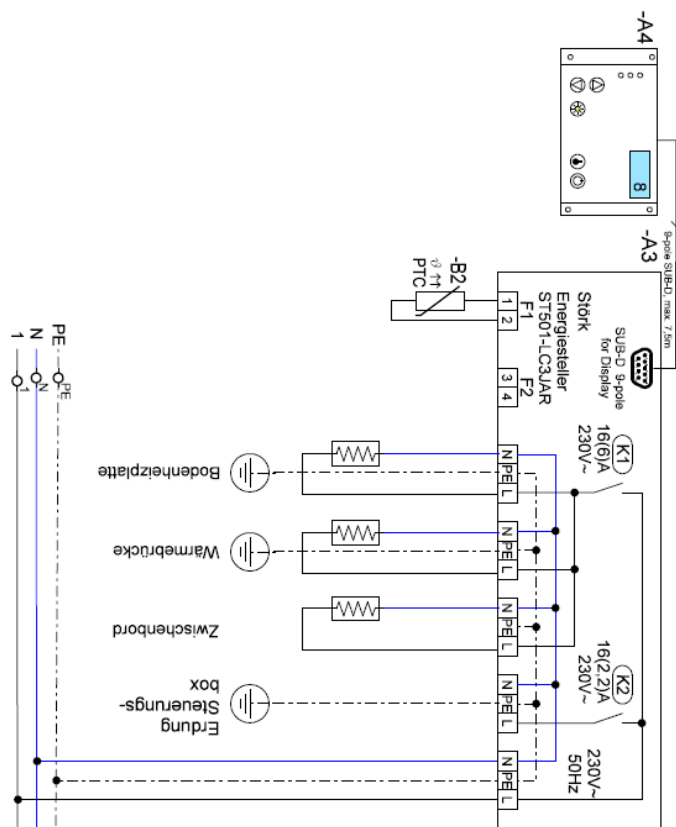 -A4
8
9-pole SUB-D, max. 7,5m
-A3
SUB-D 9-pole
for Display
Störk
Energiesteller
ST501-LC3JAR
-B2
ϑ ↑↑
PTC
F1
1
2
F2
3
4
K1
16(6)A
230V~
N
PE
L
Bodenheizplatte
N
PE
L
Wärmebrücke
N
PE
L
Zwischenbord
K2
16(2,2)A
230V~
N
PE
L
Erdung
Steuerungs-
box
230V~
50Hz
N
PE
L
PE
N
1
PE
N
1